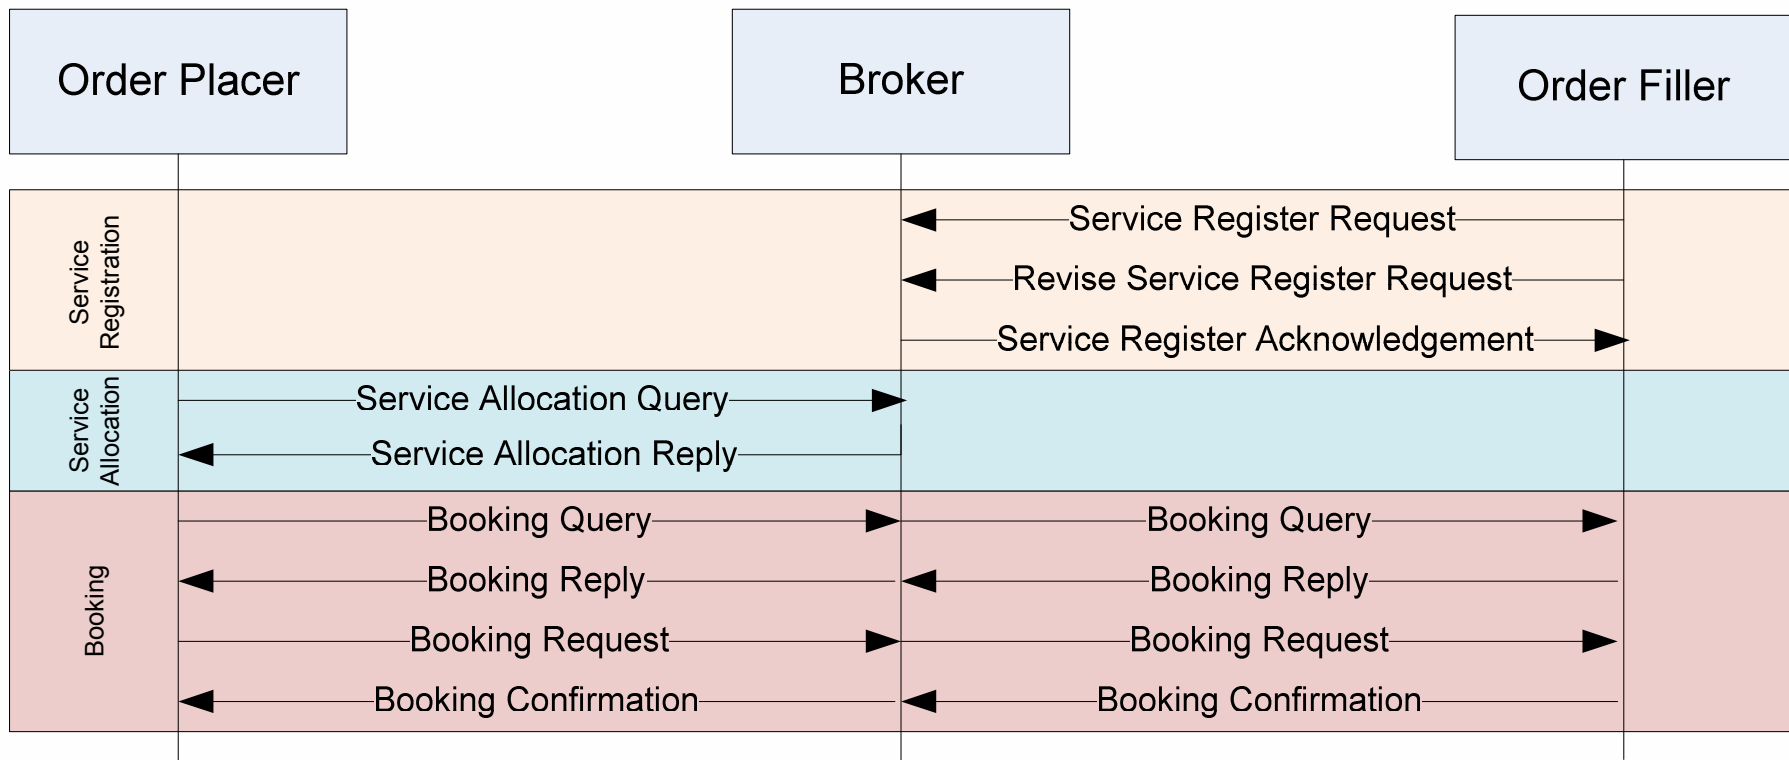 Order Placer
Broker
Order Filler
Service
Registration
Service Register Request
Revise Service Register Request
Service Register Acknowledgement
Service
Allocation
Service Allocation Query
Service Allocation Reply
Booking
Booking Query
Booking Query
Booking Reply
Booking Reply
Booking Request
Booking Request
Booking Confirmation
Booking Confirmation